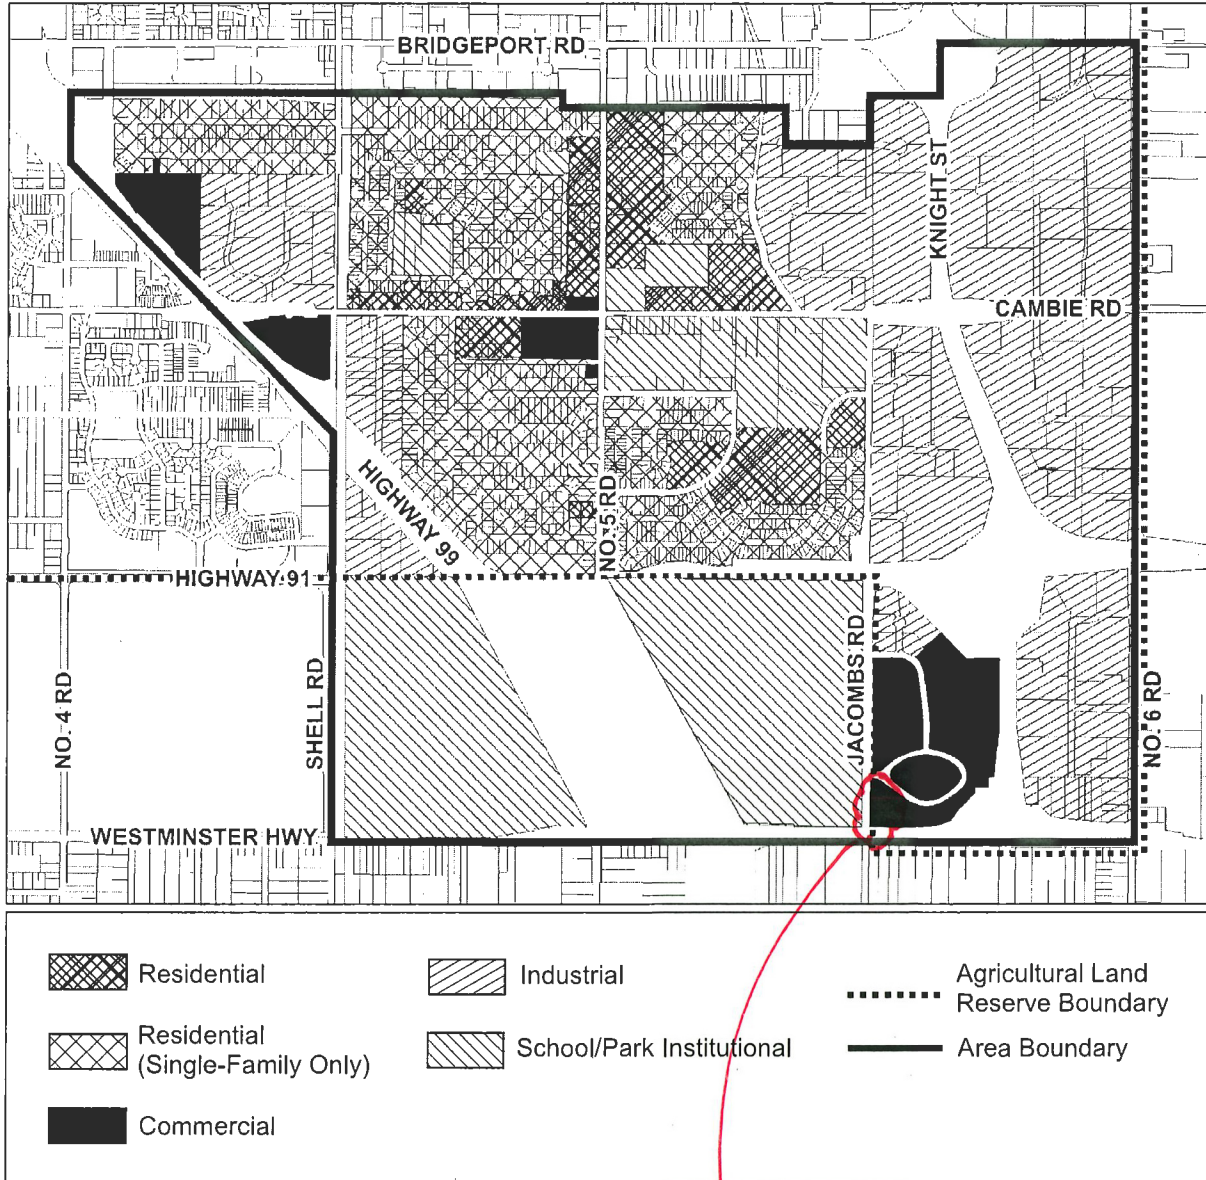 BRIDGEPORT RD
KNIGHT ST
CAMBIE RD
HIGHWAY 99
NO. 5 RD
HIGHWAY 91
NO. 4 RD
SHELL RD
JACOMBS RD
NO. 6 RD
WESTMINSTER HWY
Residential
Industrial
Agricultural Land
Reserve Boundary
Residential
(Single-Family Only)
School/Park Institutional
Area Boundary
Commercial